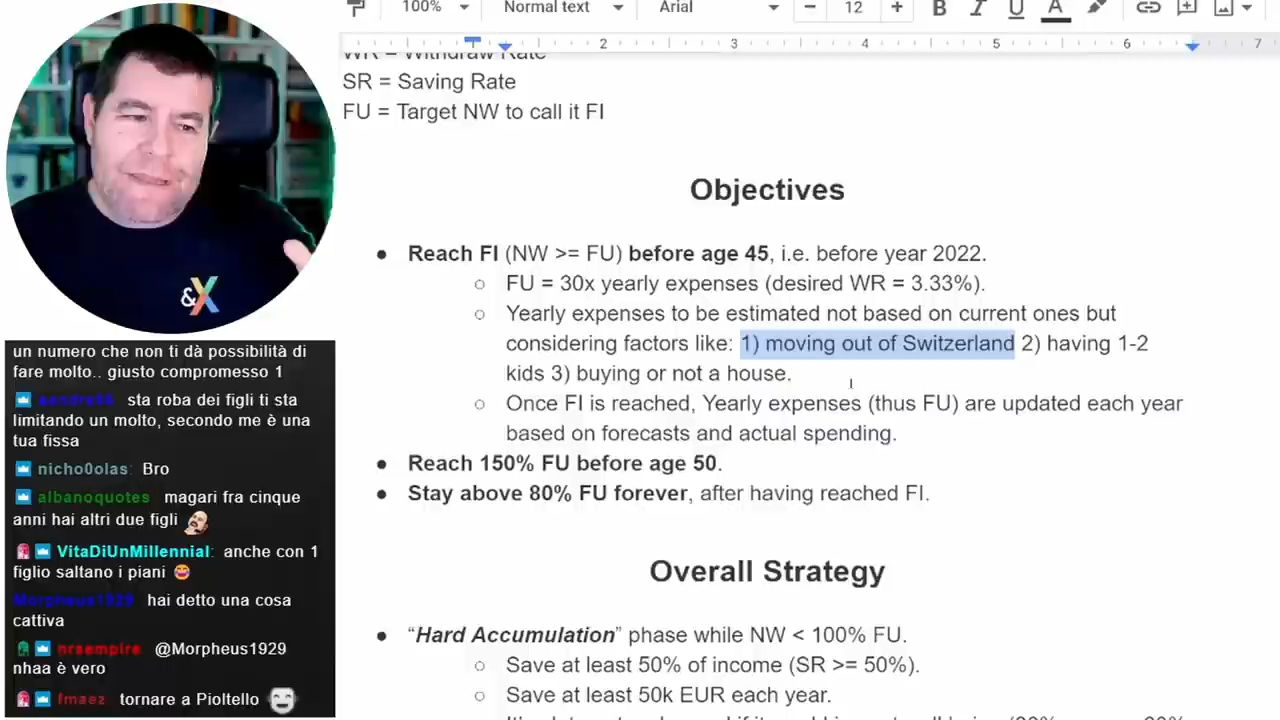 100%
Normal text
Arial
12
B I U A
2 3 4 5 6 7
WR = Withdraw Rate
SR = Saving Rate
FU = Target NW to call it FI
Objectives
● Reach FI (NW >= FU) before age 45, i.e. before year 2022.
○ FU = 30x yearly expenses (desired WR = 3.33%).
○ Yearly expenses to be estimated not based on current ones but
considering factors like: 1) moving out of Switzerland 2) having 1-2
kids 3) buying or not a house.
○ Once FI is reached, Yearly expenses (thus FU) are updated each year
based on forecasts and actual spending.
● Reach 150% FU before age 50.
● Stay above 80% FU forever, after having reached FI.
Overall Strategy
● “Hard Accumulation” phase while NW < 100% FU.
○ Save at least 50% of income (SR >= 50%).
○ Save at least 50k EUR each year.
&X
un numero che non ti dà possibilità di
fare molto.. giusto compromesso 1
sta roba dei figli ti sta
limitando un molto, secondo me è una
tua fissa
nicho0olas: Bro
albanoquotes magari fra cinque
anni hai altri due figli
VitaDiUnMillennial: anche con 1
figlio saltano i piani
Morpheus1929 hai detto una cosa
cattiva
nrsempire @Morpheus1929
nhaa è vero
fmaez tornare a Pioltello